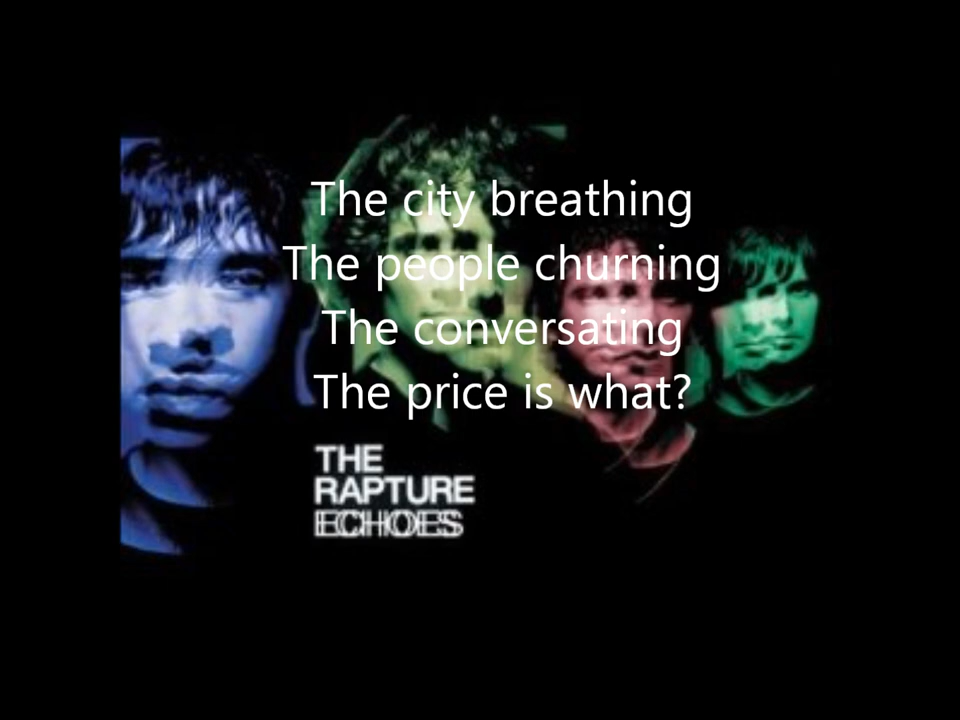 The city breathing
The people churning
The conversating
The price is what?
THE
RAPTURE
ECHOES